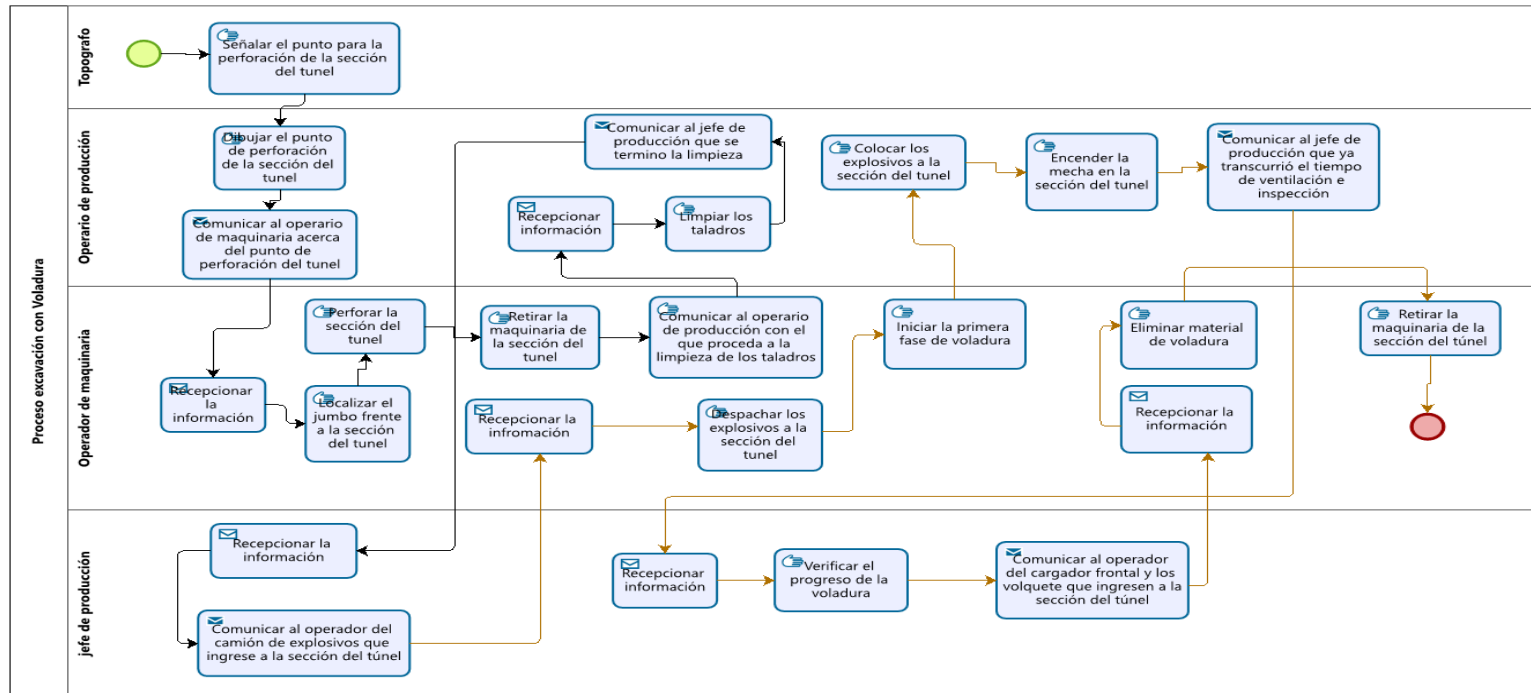 Proceso excavación con Voladura
Topografo
Señalar el punto para la
perforación de la sección
del tunel
Operario de producción
Dibujar el punto
de perforación
de la sección del
tunel
Comunicar al operario
de maquinaria acerca
del punto de
perforación del tunel
Comunicar al jefe de
producción que se
termino la limpieza
Recepcionar
información
Limpiar los
taladros
Colocar los
explosivos a la
sección del tunel
Encender la
mecha en la
sección del tunel
Comunicar al jefe de
producción que ya
transcurrió el tiempo
de ventilación e
inspección
Operador de maquinaria
Recepcionar
la
información
Localizar el
jumbo frente
a la sección
del tunel
Perforar la
sección del
tunel
Retirar la
maquinaria de
la sección del
tunel
Comunicar al operario
de producción con el
que proceda a la
limpieza de los taladros
Recepcionar la
infromación
Despachar los
explosivos a la
sección del
tunel
Iniciar la primera
fase de voladura
Eliminar material
de voladura
Recepcionar la
información
Retirar la
maquinaria de la
sección del túnel
jefe de producción
Recepcionar la
información
Comunicar al operador del
camión de explosivos que
ingrese a la sección del túnel
Recepcionar
información
Verificar el
progreso de la
voladura
Comunicar al operador
del cargador frontal y los
volquete que ingresen a la
sección del túnel